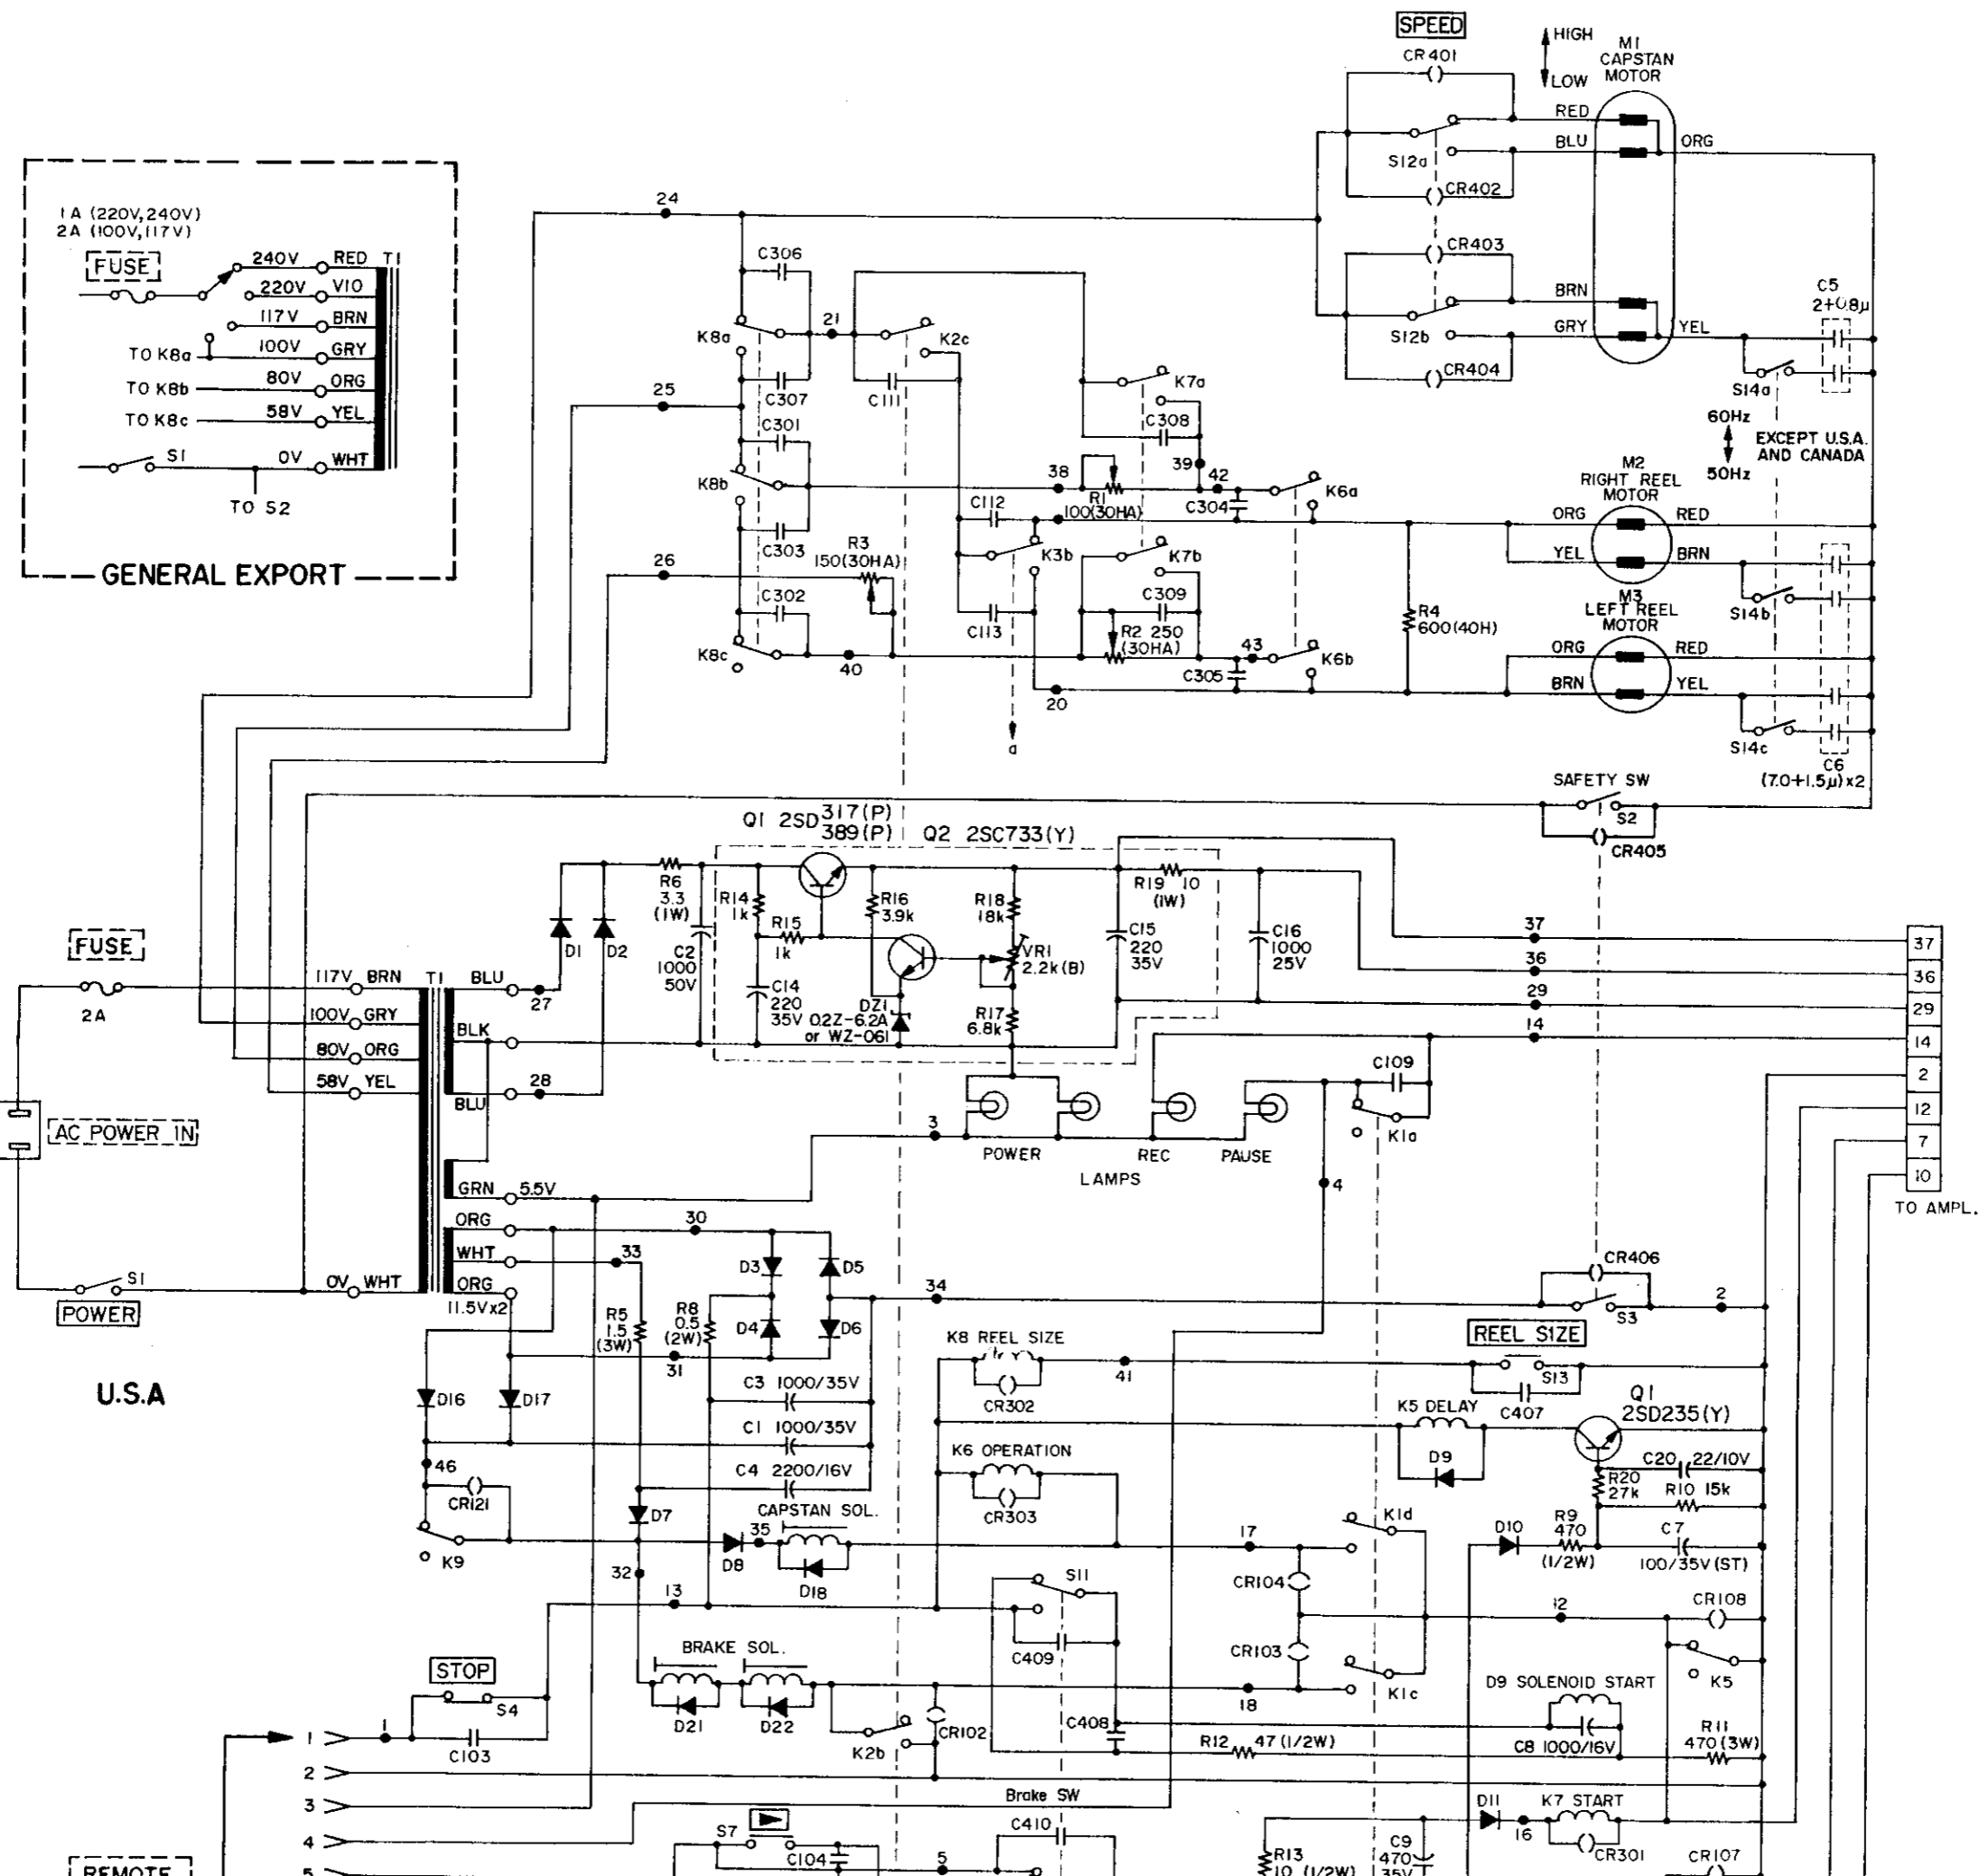 SPEED
CR401
HIGH
LOW
M1
CAPSTAN
MOTOR
RED
BLU
ORG
S12a
CR402
CR403
BRN
GRY
YEL
S12b
CR404
C5
2+0.8μ
S14a
60Hz
50Hz
EXCEPT U.S.A.
AND CANADA
1A (220V,240V)
2A (100V,117V)
FUSE
240V
RED
T1
220V
VIO
117V
BRN
TO K8a
100V
GRY
TO K8b
80V
ORG
TO K8c
58V
YEL
S1
0V
WHT
TO S2
GENERAL EXPORT
24
C306
K8a
21
K2c
C307
C111
25
C301
K7a
C308
39
K8b
38
R1
100(30HA)
42
C304
K6a
C303
C112
R3
150(30HA)
K3b
K7b
26
C302
C113
C309
R2 250
(30HA)
43
K6b
K8c
40
C305
20
a
R4
600(40H)
M2
RIGHT REEL
MOTOR
ORG
RED
YEL
BRN
S14b
M3
LEFT REEL
MOTOR
ORG
RED
BRN
YEL
S14c
C6
(7.0+1.5μ)x2
SAFETY SW
S2
CR405
Q1 2SD 317(P)
389(P)
Q2 2SC733(Y)
R6
3.3
(1W)
R14
1k
R15
1k
R16
3.9k
R18
18k
R19 10
(1W)
D1
D2
C2
1000
50V
C14
220
35V
DZ1
02Z-6.2A
or WZ-061
VR1
2.2k(B)
R17
6.8k
C15
220
35V
C16
1000
25V
37
36
29
14
37
36
29
14
2
12
7
10
TO AMPL.
FUSE
2A
117V
BRN
T1
BLU
27
100V
GRY
BLK
80V
ORG
58V
YEL
BLU
28
AC POWER IN
3
POWER
REC
PAUSE
LAMPS
C109
K1a
4
GRN
5.5V
ORG
30
WHT
33
ORG
11.5Vx2
S1
POWER
0V
WHT
U.S.A
D3
D5
D4
D6
R5
1.5
(3W)
R8
0.5
(2W)
31
34
CR406
S3
2
REEL SIZE
K8 REEL SIZE
CR302
41
S13
C407
D16
D17
C3 1000/35V
C1 1000/35V
C4 2200/16V
46
CR121
K9
D7
K5 DELAY
D9
Q1
2SD235(Y)
C20 22/10V
R20
27k
R10 15k
K6 OPERATION
CR303
CAPSTAN SOL.
35
D8
D18
17
K1d
D10
R9
470
(1/2W)
C7
100/35V(ST)
32
13
S11
CR104
12
CR108
C409
CR103
K1c
K5
BRAKE SOL.
D21
D22
K2b
CR102
18
D9 SOLENOID START
C8 1000/16V
R11
470(3W)
STOP
S4
1
1
C103
C408
R12
47 (1/2W)
2
3
4
5
Brake SW
S7
C104
5
C410
D11
K7 START
16
CR301
R13
10 (1/2W)
C9
470
35V
CR107
REMOTE